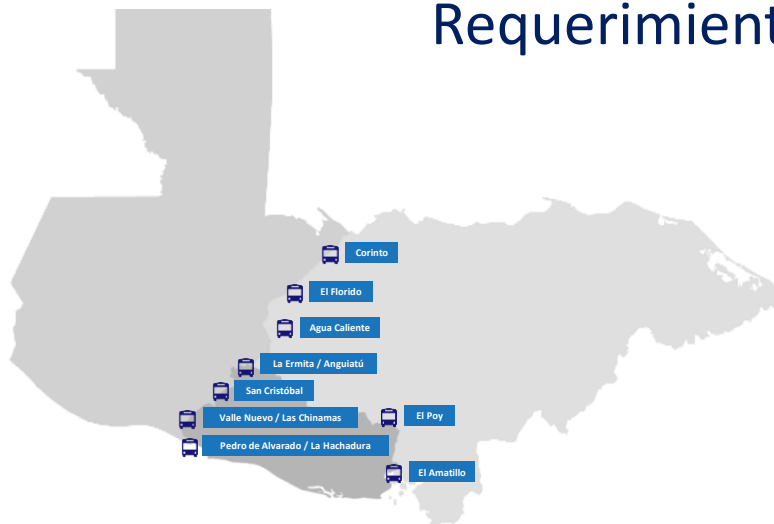 Requerimient
Corinto
El Florido
Agua Caliente
La Ermita / Anguiatú
San Cristóbal
Valle Nuevo / Las Chinamas
El Poy
Pedro de Alvarado / La Hachadura
El Amatillo